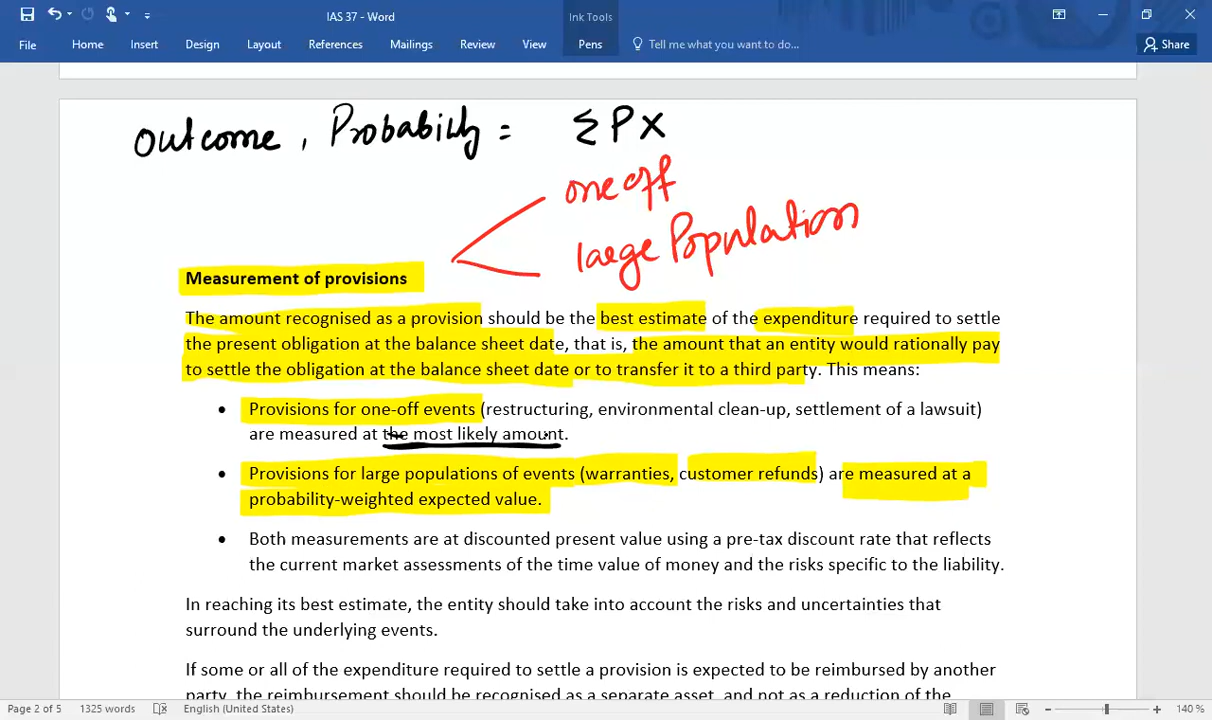 IAS 37 - Word
Ink Tools
File Home Insert Design Layout References Mailings Review View Pens Tell me what you want to do... Share
Outcome, Probability = ΣPX
one off
large Population
Measurement of provisions
The amount recognised as a provision should be the best estimate of the expenditure required to settle
the present obligation at the balance sheet date, that is, the amount that an entity would rationally pay
to settle the obligation at the balance sheet date or to transfer it to a third party. This means:
• Provisions for one-off events (restructuring, environmental clean-up, settlement of a lawsuit)
are measured at the most likely amount.
• Provisions for large populations of events (warranties, customer refunds) are measured at a
probability-weighted expected value.
• Both measurements are at discounted present value using a pre-tax discount rate that reflects
the current market assessments of the time value of money and the risks specific to the liability.
In reaching its best estimate, the entity should take into account the risks and uncertainties that
surround the underlying events.
If some or all of the expenditure required to settle a provision is expected to be reimbursed by another
party, the reimbursement should be recognised as a separate asset, and not as a reduction of the
Page 2 of 5 1325 words English (United States) 140 %